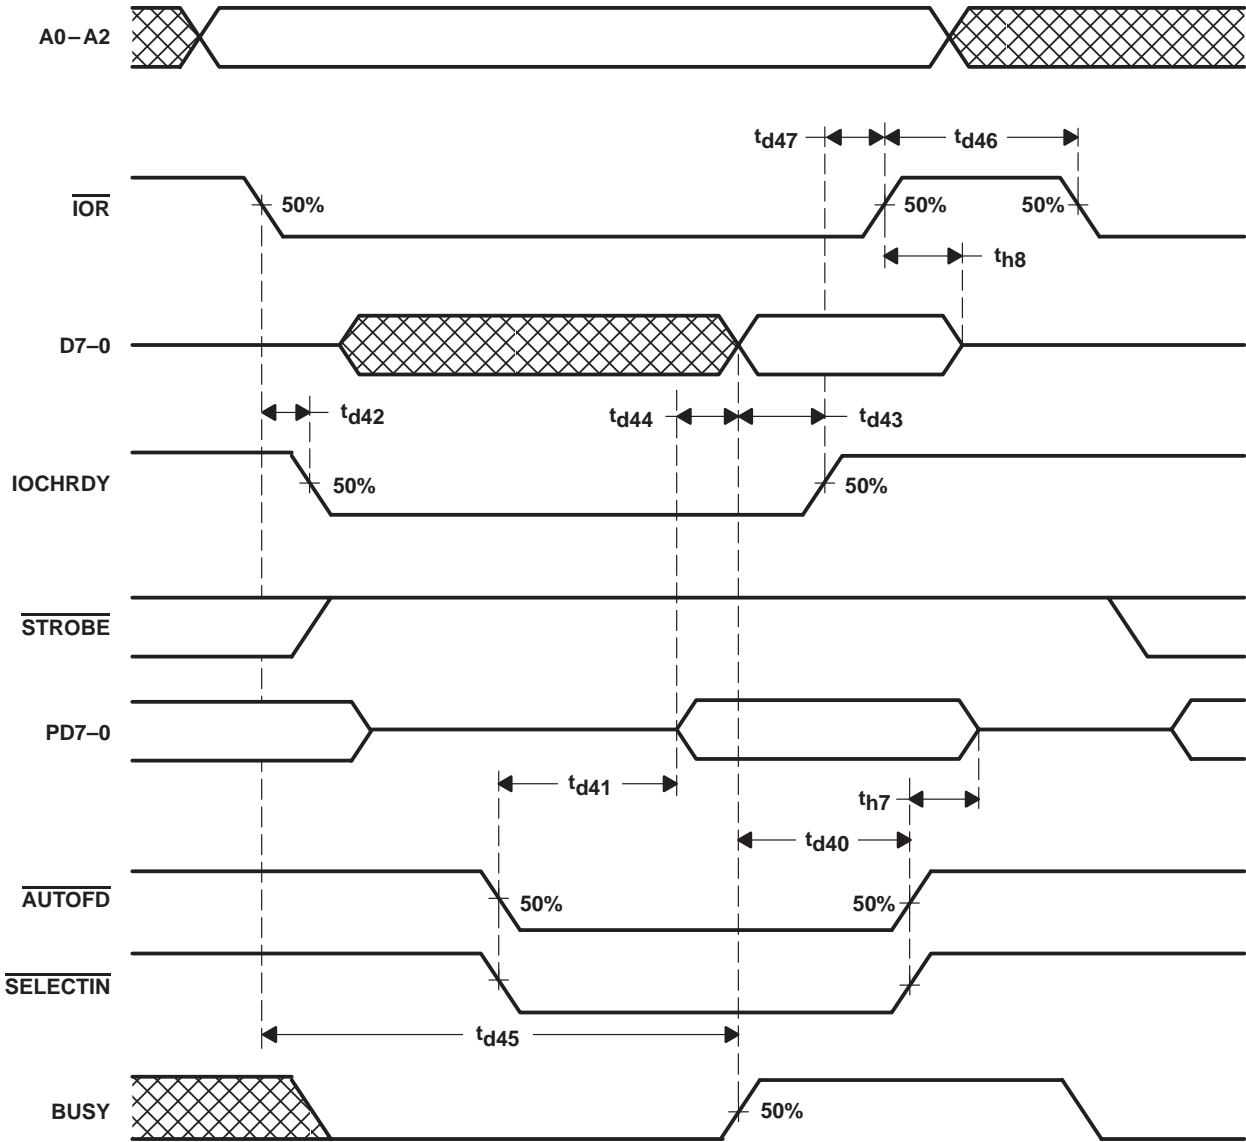 A0–A2
td47
td46
IOR
50%
50%
50%
th8
D7–0
td42
td44
td43
IOCHRDY
50%
50%
STROBE
PD7–0
td41
th7
td40
AUTOFD
50%
50%
SELECTIN
td45
BUSY
50%